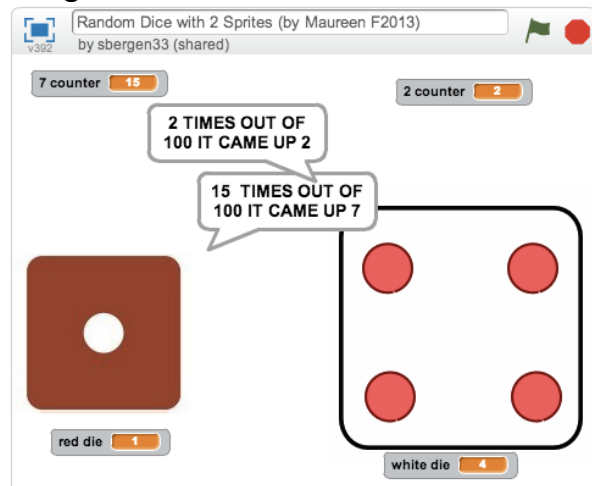 Random Dice with 2 Sprites (by Maureen F2013)
v392
by sbergen33 (shared)
7 counter 15
2 counter 2
2 TIMES OUT OF
100 IT CAME UP 2
15 TIMES OUT OF
100 IT CAME UP 7
red die 1
white die 4